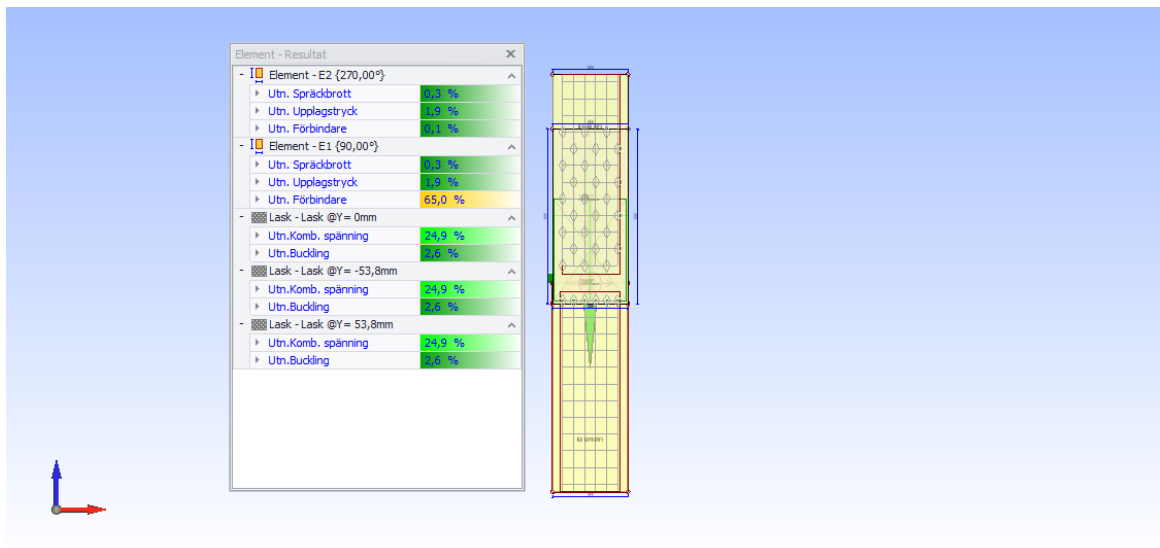 Element - Resultat
Element - E2 {270,00°}
Utn. Spräckbrott 0,3 %
Utn. Upplagstryck 1,9 %
Utn. Förbindare 0,1 %
Element - E1 {90,00°}
Utn. Spräckbrott 0,3 %
Utn. Upplagstryck 1,9 %
Utn. Förbindare 65,0 %
Lask - Lask @Y= 0mm
Utn.Komb. spänning 24,9 %
Utn.Buckling 2,6 %
Lask - Lask @Y= -53,8mm
Utn.Komb. spänning 24,9 %
Utn.Buckling 2,6 %
Lask - Lask @Y= 53,8mm
Utn.Komb. spänning 24,9 %
Utn.Buckling 2,6 %